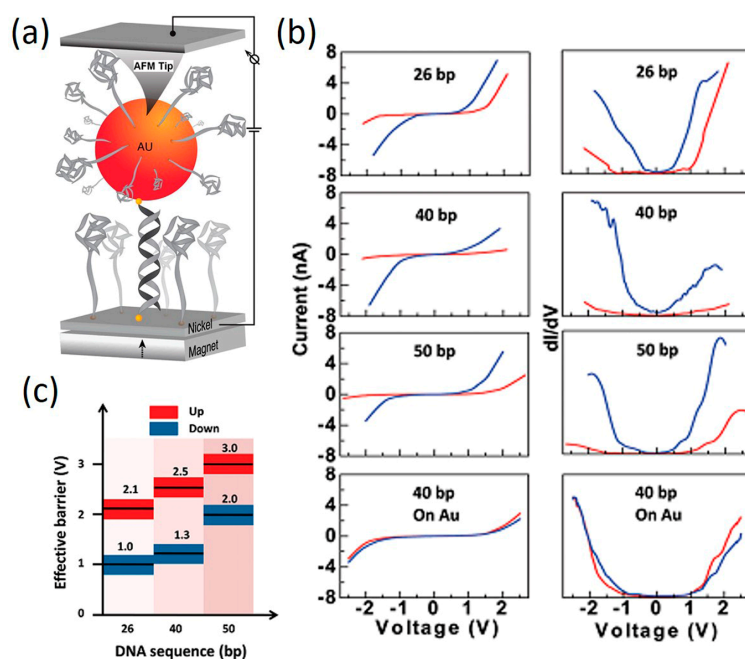 (a)
AFM Tip
AU
Nickel
Magnet
(b)
26 bp
40 bp
50 bp
40 bp
On Au
8
4
0
-4
-8
8
4
0
-4
-8
8
4
0
-4
-8
8
4
0
-4
-8
Current (nA)
-2 -1 0 1 2
Voltage (V)
26 bp
40 bp
50 bp
40 bp
On Au
dI/dV
-2 -1 0 1 2
Voltage (V)
(c)
Up
Down
Effective barrier (V)
3
2
1
0
2.1
2.5
3.0
1.0
1.3
2.0
26 40 50
DNA sequence (bp)